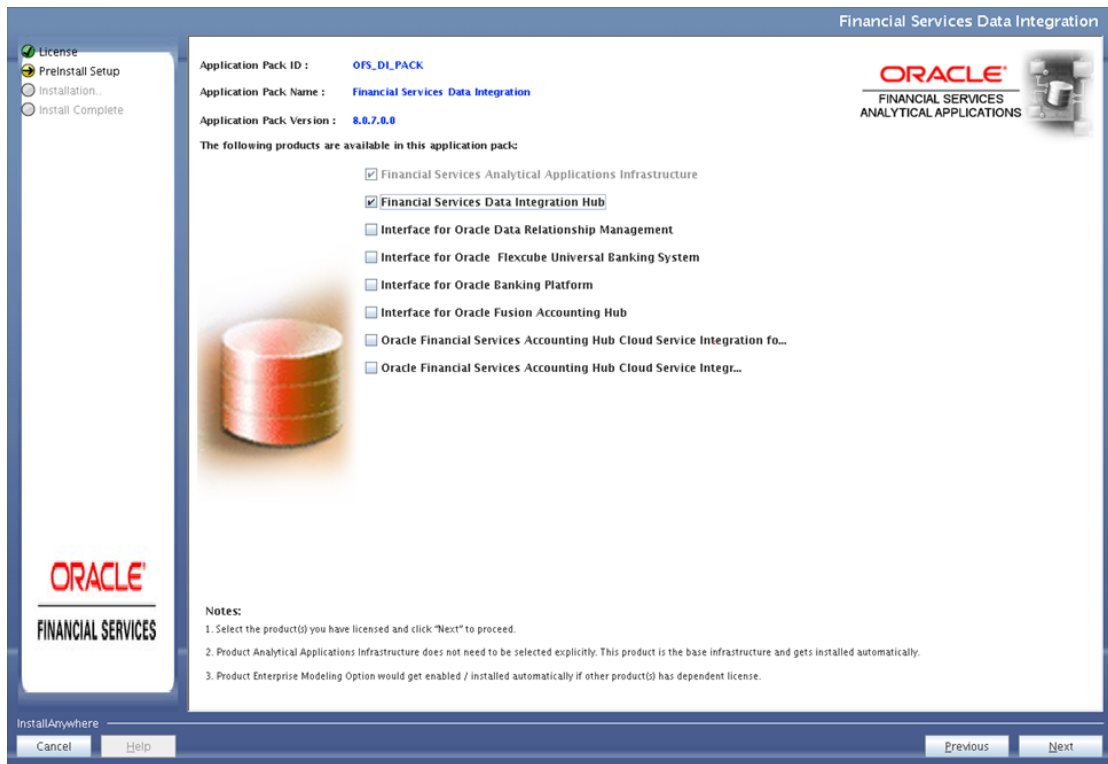 Financial Services Data Integration
License
PreInstall Setup
Installation..
Install Complete
Application Pack ID : OFS_DI_PACK
Application Pack Name : Financial Services Data Integration
Application Pack Version : 8.0.7.0.0
ORACLE®
FINANCIAL SERVICES
ANALYTICAL APPLICATIONS
The following products are available in this application pack:
Financial Services Analytical Applications Infrastructure
Financial Services Data Integration Hub
Interface for Oracle Data Relationship Management
Interface for Oracle Flexcube Universal Banking System
Interface for Oracle Banking Platform
Interface for Oracle Fusion Accounting Hub
Oracle Financial Services Accounting Hub Cloud Service Integration fo...
Oracle Financial Services Accounting Hub Cloud Service Integr...
ORACLE®
FINANCIAL SERVICES
Notes:
1. Select the product(s) you have licensed and click "Next" to proceed.
2. Product Analytical Applications Infrastructure does not need to be selected explicitly. This product is the base infrastructure and gets installed automatically.
3. Product Enterprise Modeling Option would get enabled / installed automatically if other product(s) has dependent license.
InstallAnywhere
Cancel Help Previous Next